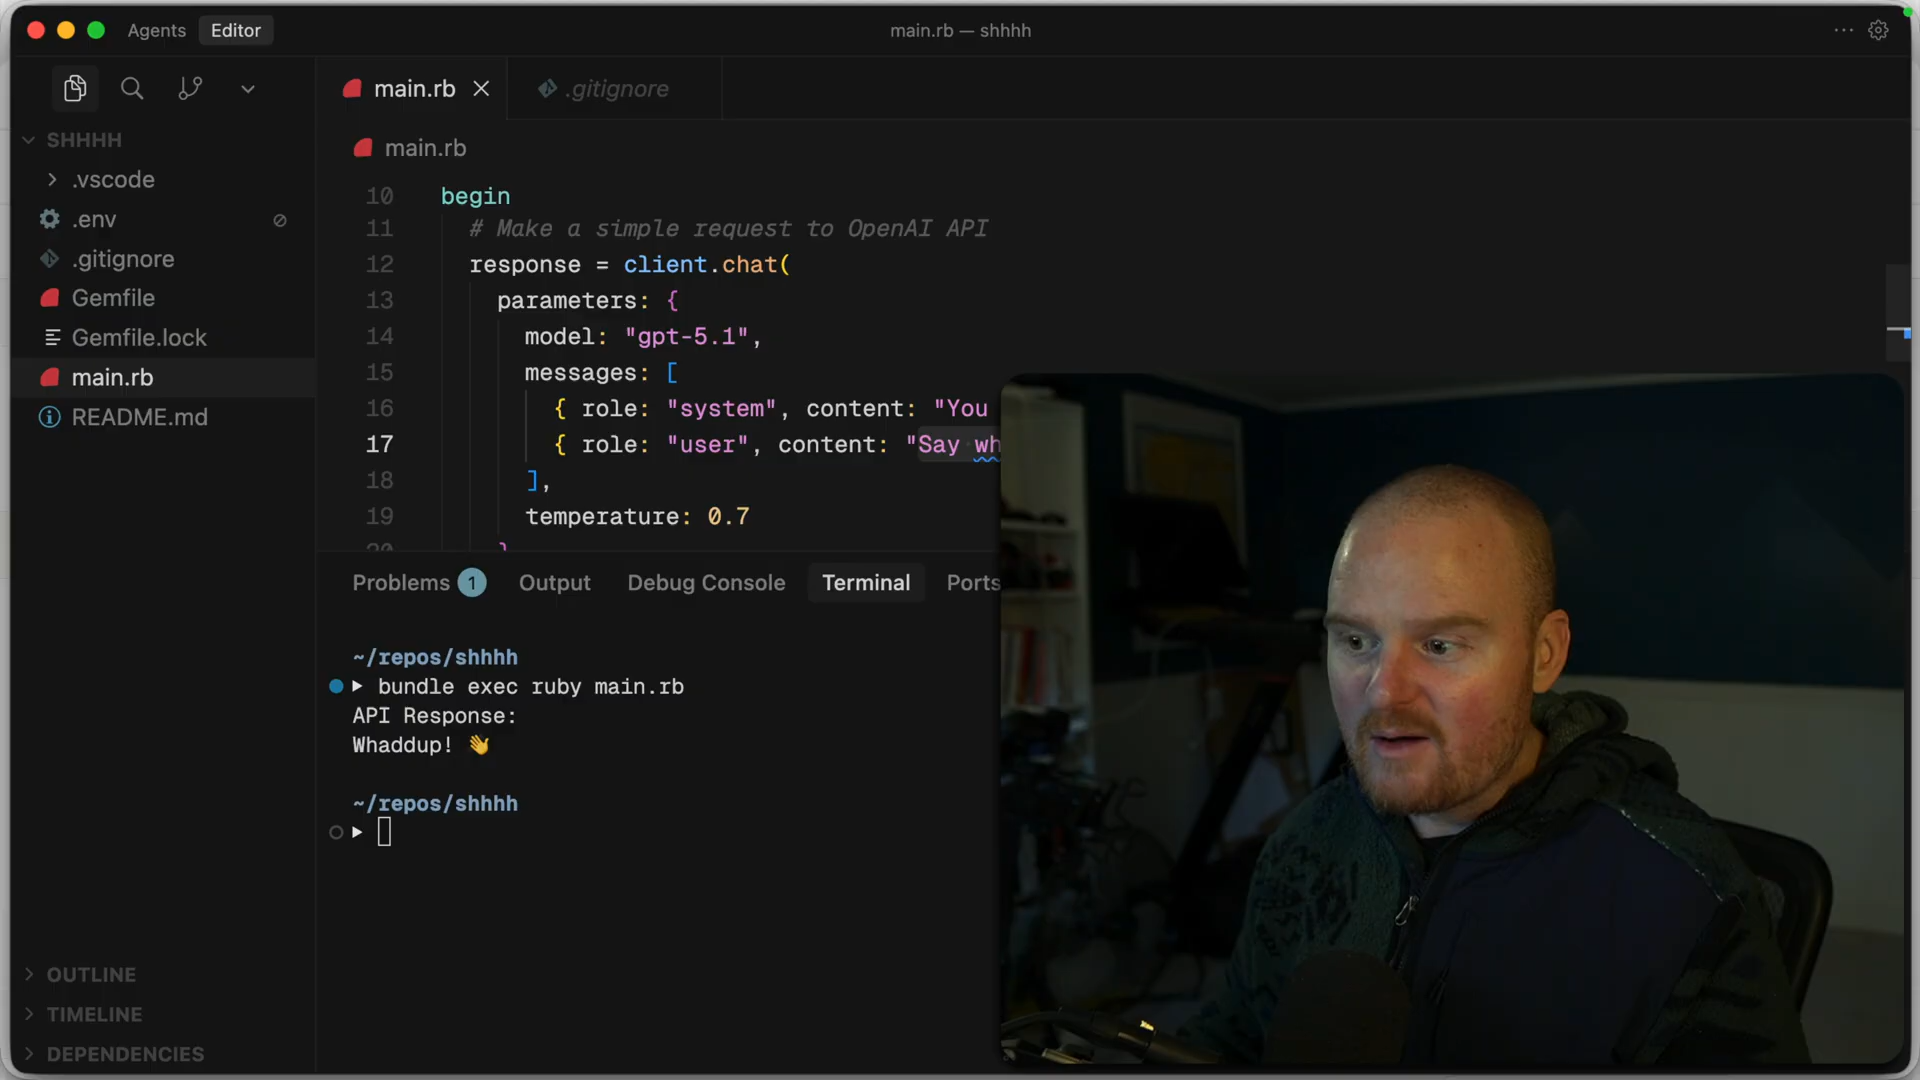 Agents Editor main.rb — shhhh
main.rb .gitignore
SHHHH
.vscode
.env
.gitignore
Gemfile
Gemfile.lock
main.rb
README.md
OUTLINE
TIMELINE
DEPENDENCIES
main.rb
10 begin
11 # Make a simple request to OpenAI API
12 response = client.chat(
13 parameters: {
14 model: "gpt-5.1",
15 messages: [
16 { role: "system", content: "You
17 { role: "user", content: "Say wh
18 ],
19 temperature: 0.7
20 }
Problems 1 Output Debug Console Terminal Ports
~/repos/shhhh
bundle exec ruby main.rb
API Response:
Whaddup! 👋
~/repos/shhhh